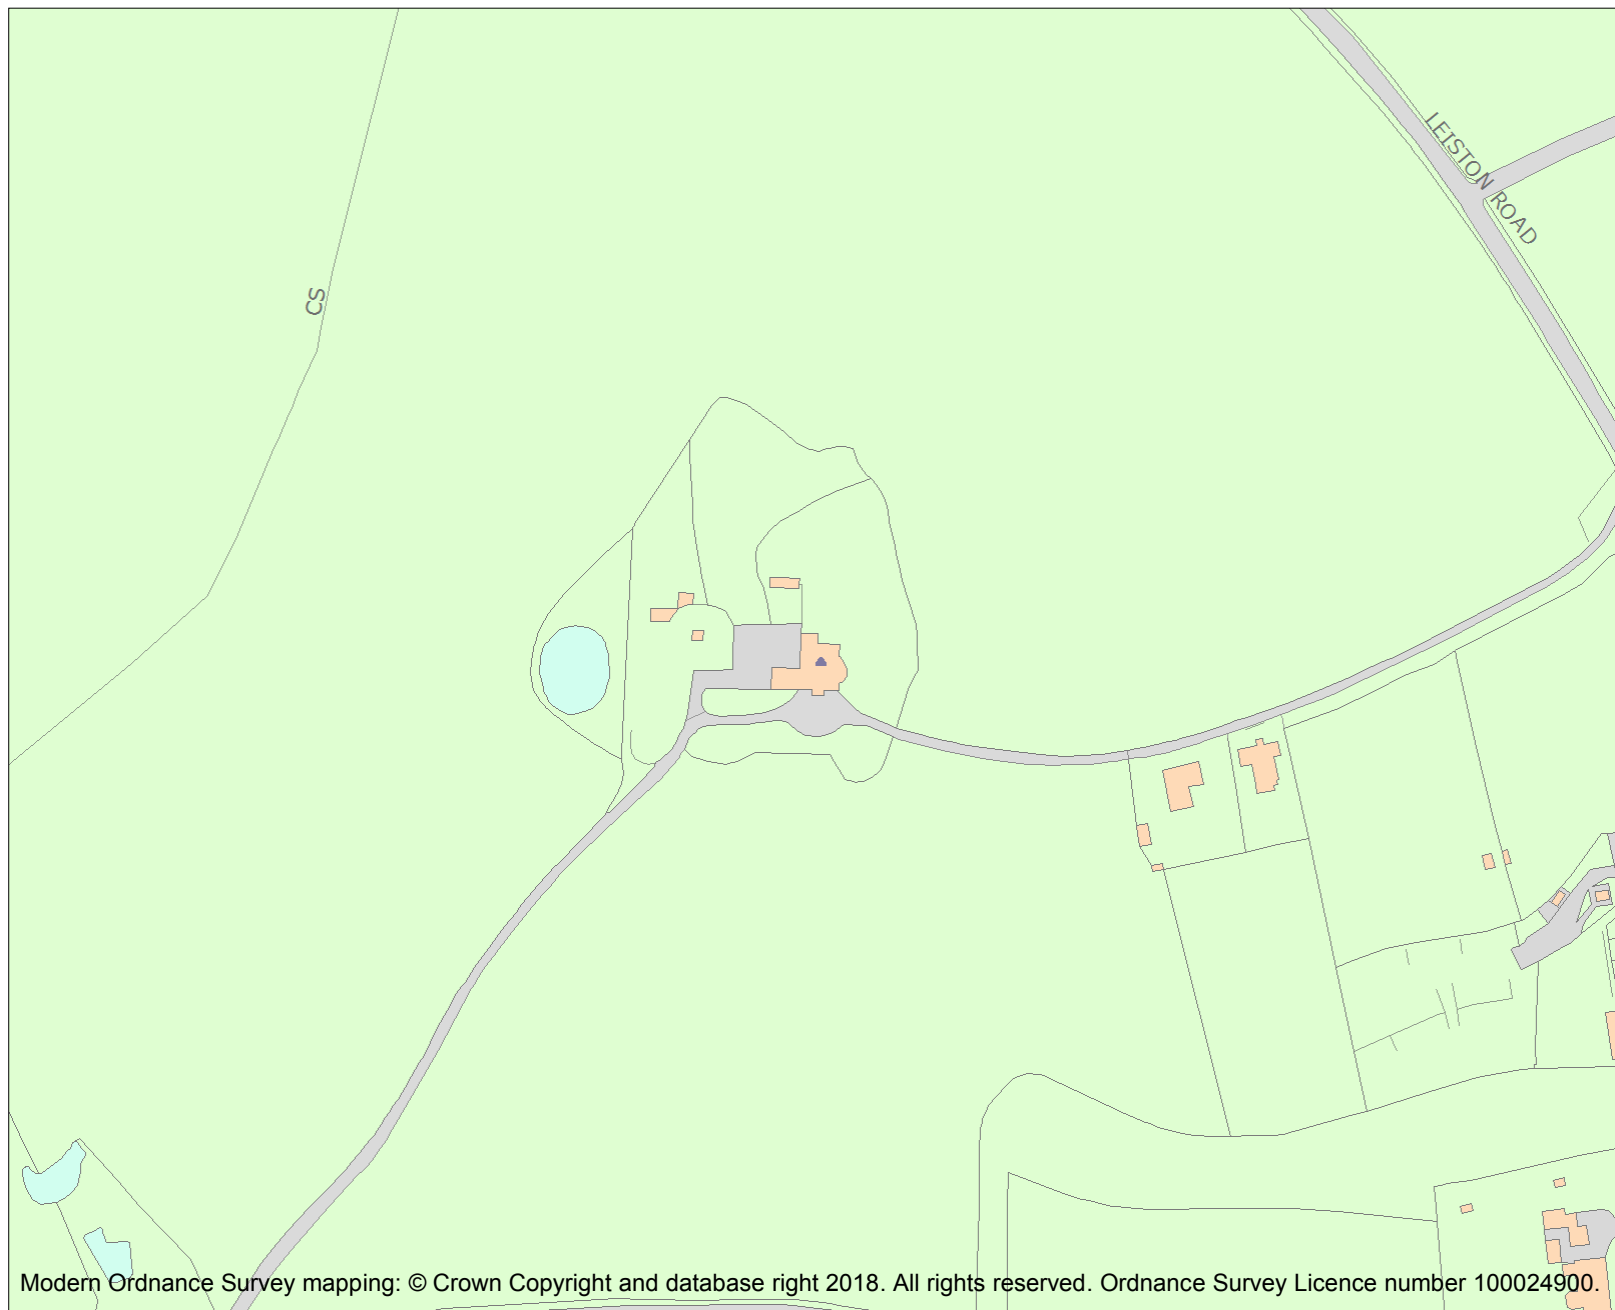 LEISTON ROAD
CS
Modern Ordnance Survey mapping: © Crown Copyright and database right 2018. All rights reserved. Ordnance Survey Licence number 100024900.